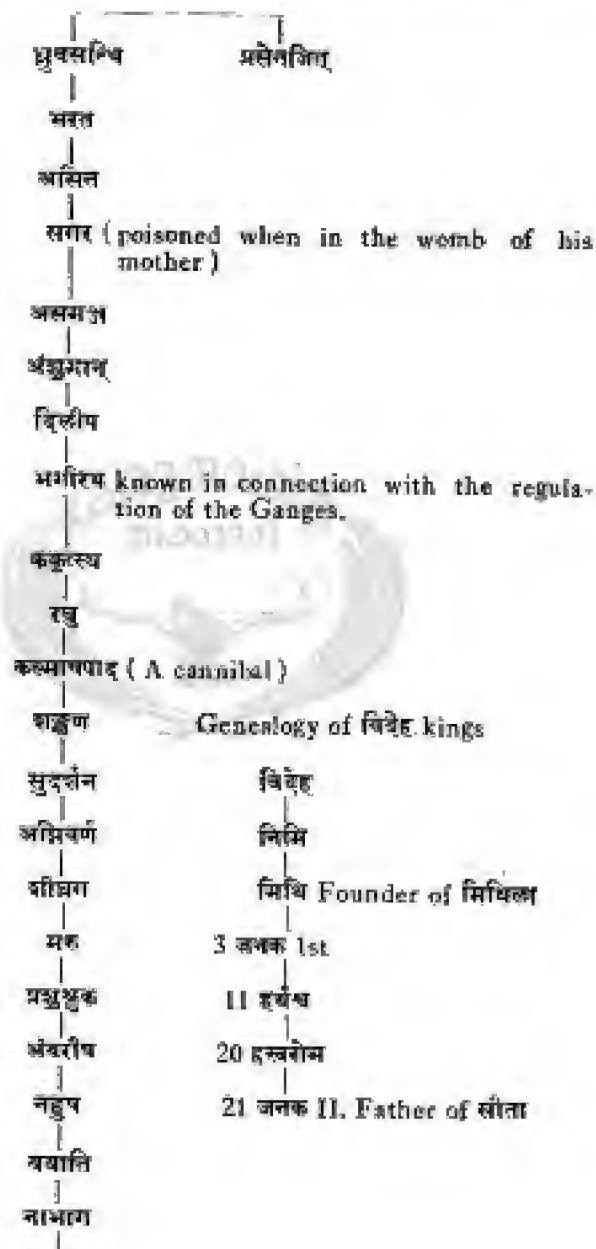 ध्रुवसन्धि प्रसेनजित्
भरत
असित
सगर ( poisoned when in the womb of his
mother )
असमञ्ज
अंशुमान्
दिलीप
भगीरथ known in connection with the regula-
tion of the Ganges.
ककुत्स्थ
रघु
कल्माषपाद ( A cannibal )
शङ्खण Genealogy of विदेह kings
सुदर्शन विदेह
अग्निवर्ण निमि
शीघ्रग मिथि Founder of मिथिला
मरु 3 जनक 1st
प्रशुश्रुक 11 हर्यश्व
अंबरीष 20 ह्रस्वरोम
नहुष 21 जनक II. Father of सीता
ययाति
नाभाग